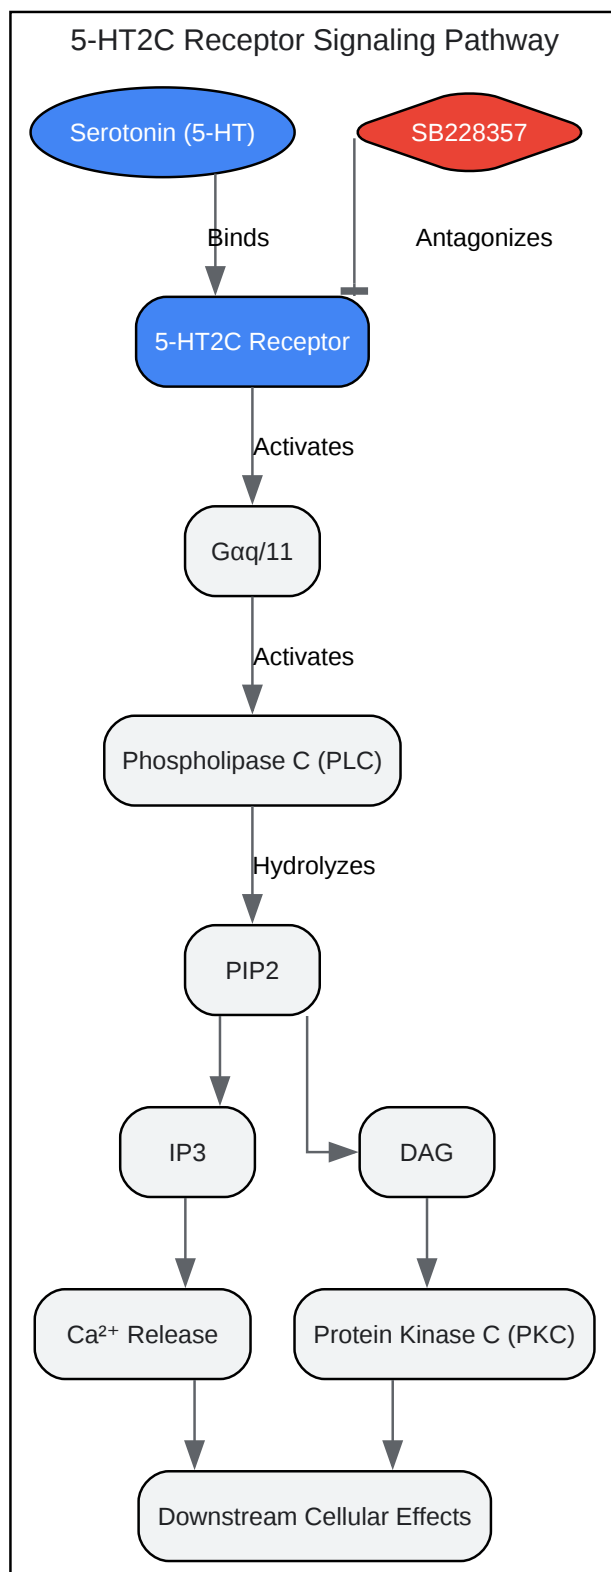 5-HT2C Receptor Signaling Pathway
Serotonin (5-HT)
SB228357
Binds
Antagonizes
5-HT2C Receptor
Activates
Gαq/11
Activates
Phospholipase C (PLC)
Hydrolyzes
PIP2
IP3
DAG
Ca²⁺ Release
Protein Kinase C (PKC)
Downstream Cellular Effects